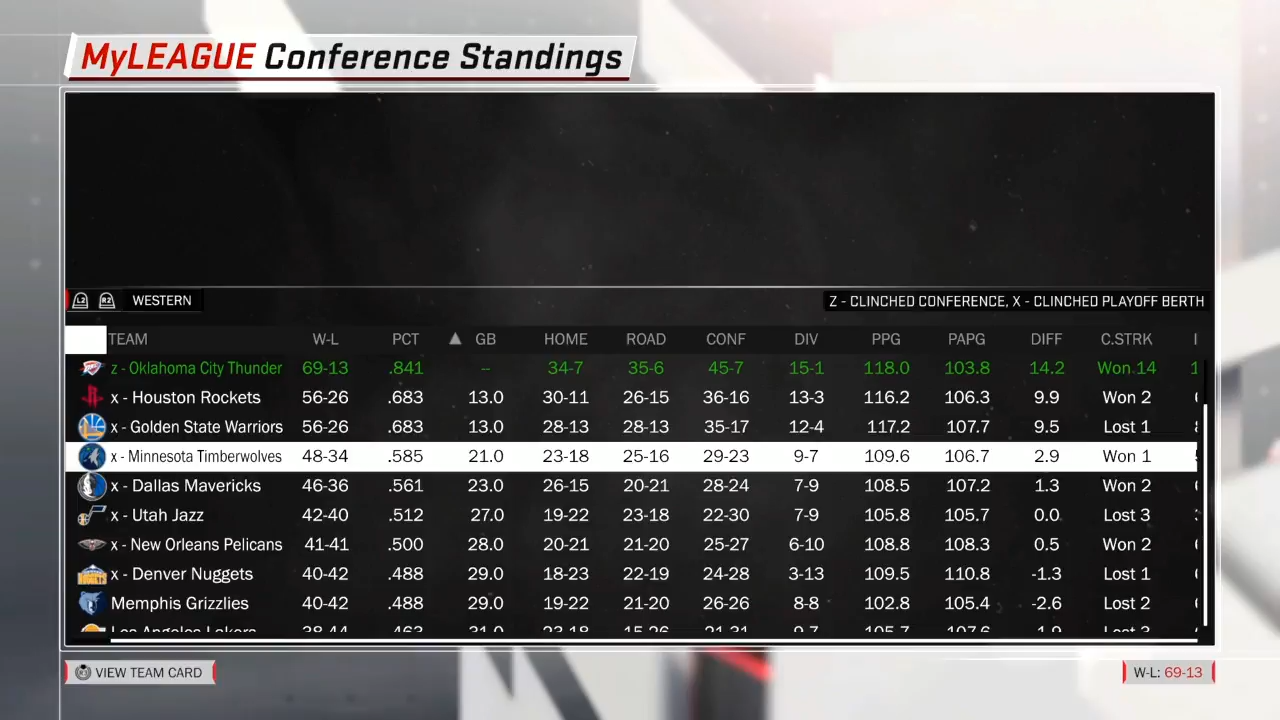 MyLEAGUE Conference Standings
L2 R2 WESTERN Z - CLINCHED CONFERENCE, X - CLINCHED PLAYOFF BERTH
TEAM W-L PCT GB HOME ROAD CONF DIV PPG PAPG DIFF C.STRK
z - Oklahoma City Thunder 69-13 .841 -- 34-7 35-6 45-7 15-1 118.0 103.8 14.2 Won 14
x - Houston Rockets 56-26 .683 13.0 30-11 26-15 36-16 13-3 116.2 106.3 9.9 Won 2
x - Golden State Warriors 56-26 .683 13.0 28-13 28-13 35-17 12-4 117.2 107.7 9.5 Lost 1
x - Minnesota Timberwolves 48-34 .585 21.0 23-18 25-16 29-23 9-7 109.6 106.7 2.9 Won 1
x - Dallas Mavericks 46-36 .561 23.0 26-15 20-21 28-24 7-9 108.5 107.2 1.3 Won 2
x - Utah Jazz 42-40 .512 27.0 19-22 23-18 22-30 7-9 105.8 105.7 0.0 Lost 3
x - New Orleans Pelicans 41-41 .500 28.0 20-21 21-20 25-27 6-10 108.8 108.3 0.5 Won 2
x - Denver Nuggets 40-42 .488 29.0 18-23 22-19 24-28 3-13 109.5 110.8 -1.3 Lost 1
Memphis Grizzlies 40-42 .488 29.0 19-22 21-20 26-26 8-8 102.8 105.4 -2.6 Lost 2
Los Angeles Lakers
VIEW TEAM CARD W-L: 69-13